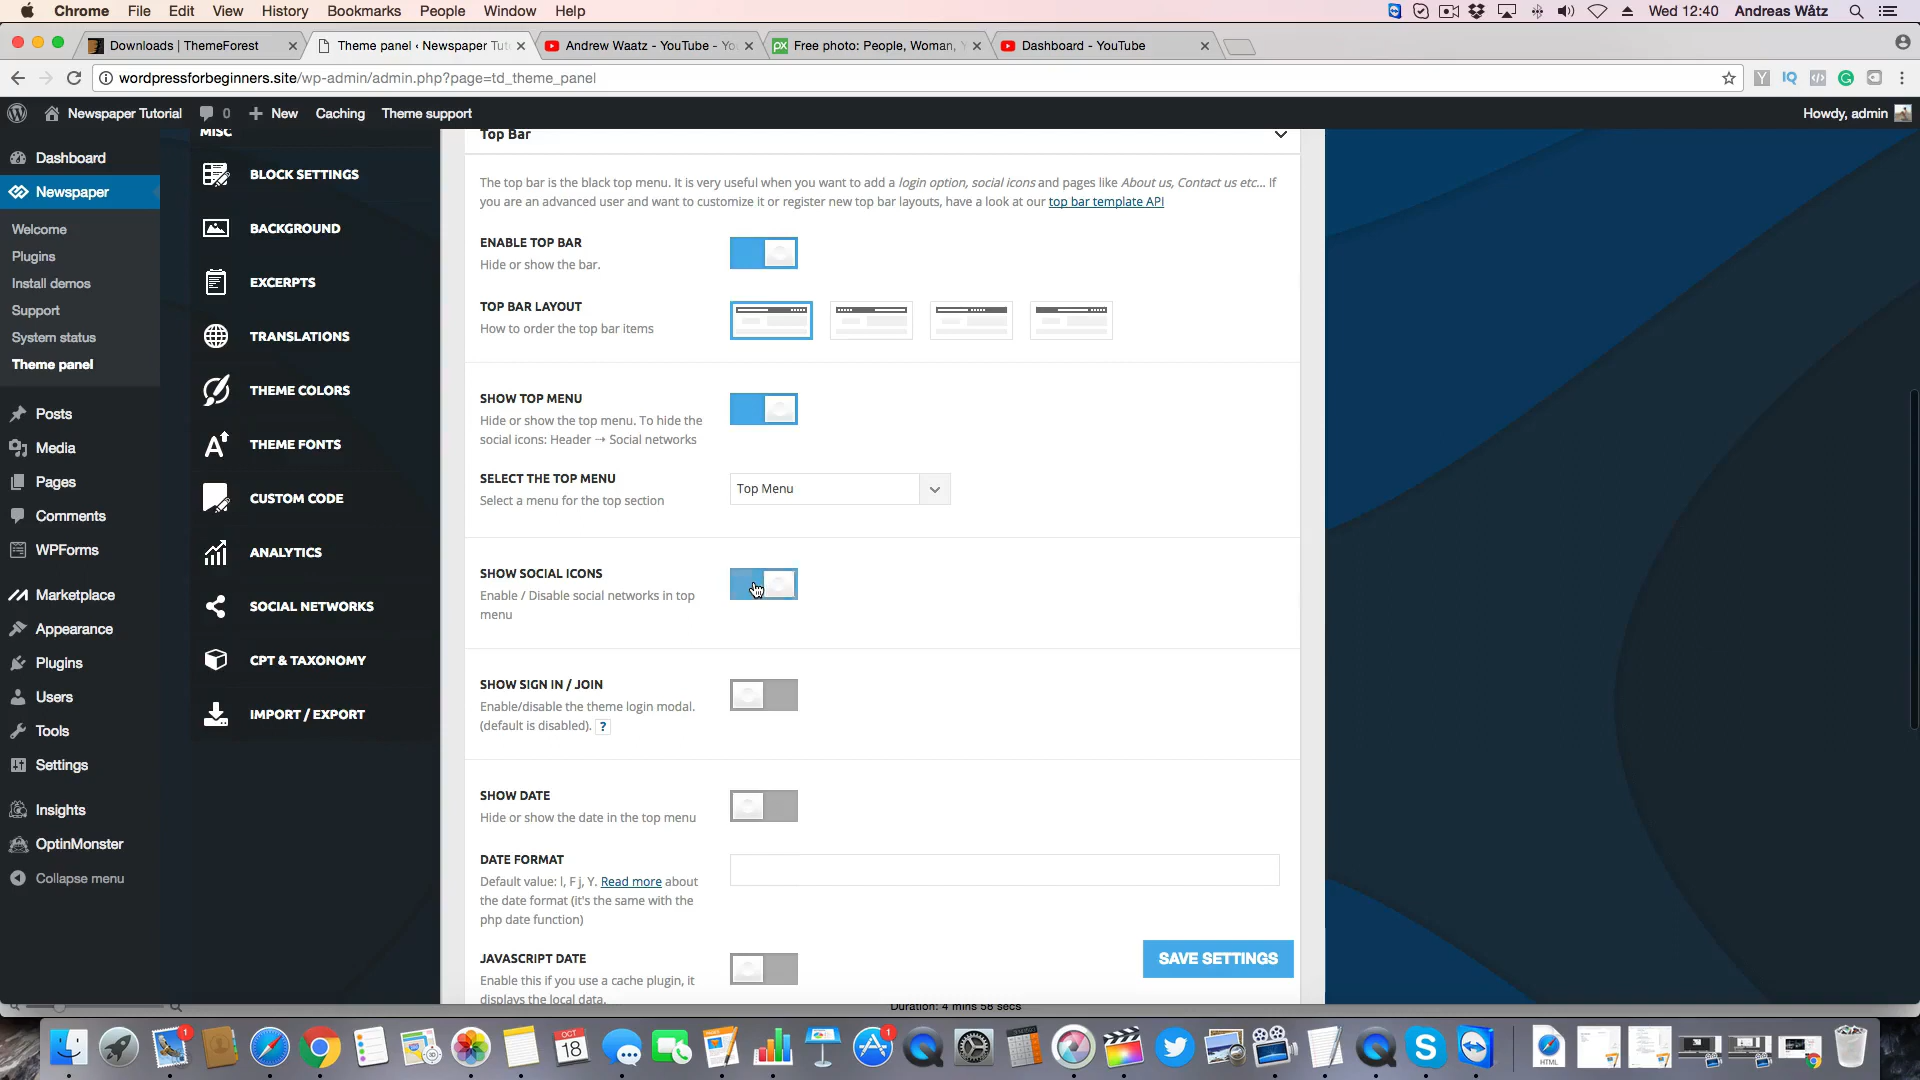 Chrome File Edit View History Bookmarks People Window Help Wed 12:40 Andreas Wåtz
Downloads | ThemeForest Theme panel ‹ Newspaper Tut Andrew Waatz - YouTube - Yo Free photo: People, Woman, Dashboard - YouTube
wordpressforbeginners.site/wp-admin/admin.php?page=td_theme_panel
Newspaper Tutorial 0 New Caching Theme support Howdy, admin
Dashboard
Newspaper
Welcome
Plugins
Install demos
Support
System status
Theme panel
Posts
Media
Pages
Comments
WPForms
Marketplace
Appearance
Plugins
Users
Tools
Settings
Insights
OptinMonster
Collapse menu
MISC
BLOCK SETTINGS
BACKGROUND
EXCERPTS
TRANSLATIONS
THEME COLORS
THEME FONTS
CUSTOM CODE
ANALYTICS
SOCIAL NETWORKS
CPT & TAXONOMY
IMPORT / EXPORT
Top Bar
The top bar is the black top menu. It is very useful when you want to add a login option, social icons and pages like About us, Contact us etc... If
you are an advanced user and want to customize it or register new top bar layouts, have a look at our top bar template API
ENABLE TOP BAR
Hide or show the bar.
TOP BAR LAYOUT
How to order the top bar items
SHOW TOP MENU
Hide or show the top menu. To hide the
social icons: Header → Social networks
SELECT THE TOP MENU
Select a menu for the top section
Top Menu
SHOW SOCIAL ICONS
Enable / Disable social networks in top
menu
SHOW SIGN IN / JOIN
Enable/disable the theme login modal.
(default is disabled). ?
SHOW DATE
Hide or show the date in the top menu
DATE FORMAT
Default value: l, F j, Y. Read more about
the date format (it's the same with the
php date function)
JAVASCRIPT DATE
Enable this if you use a cache plugin, it
displays the local data.
SAVE SETTINGS
Duration: 4 mins 58 secs
1 OCT 18 1 HTML